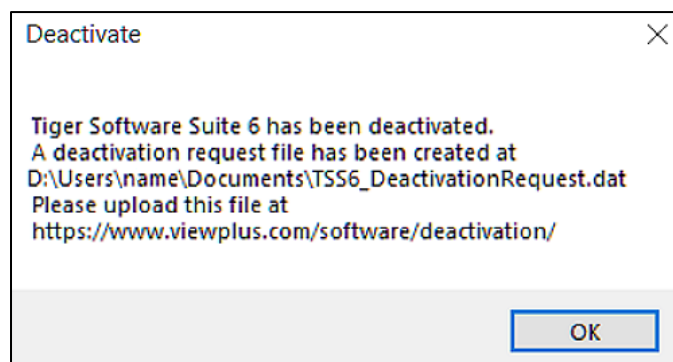 Deactivate
Tiger Software Suite 6 has been deactivated.
A deactivation request file has been created at
D:\Users\name\Documents\TSS6_DeactivationRequest.dat
Please upload this file at
https://www.viewplus.com/software/deactivation/
OK